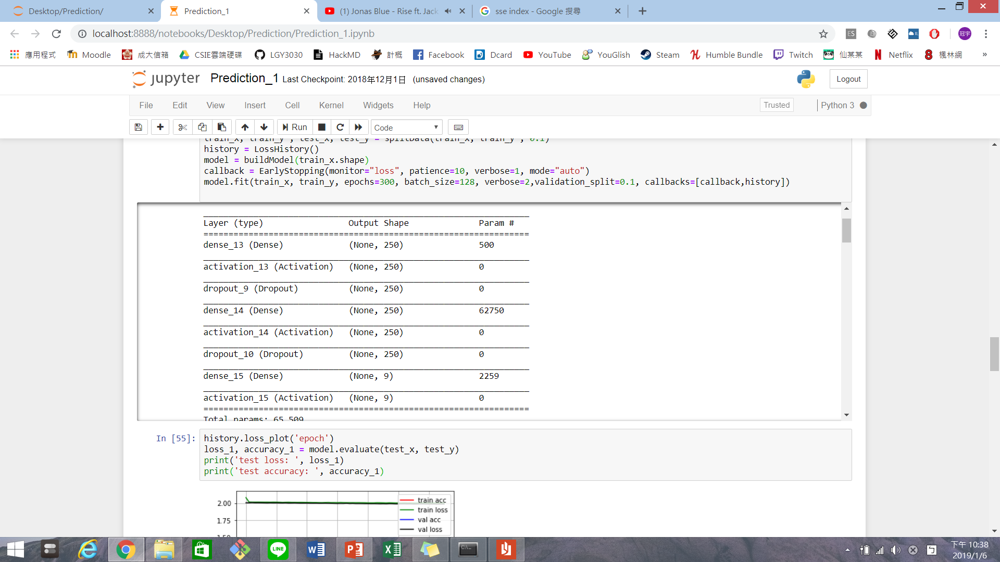 Desktop/Prediction/
Prediction_1
(1) Jonas Blue - Rise ft. Jack
sse index - Google 搜尋
localhost:8888/notebooks/Desktop/Prediction/Prediction_1.ipynb
ES
IL
冠宇
應用程式
Moodle
成大信箱
CSIE雲端硬碟
LGY3030
HackMD
計概
Facebook
Dcard
YouTube
YouGlish
Steam
Humble Bundle
Twitch
仙某某
Netflix
楓林網
»
jupyter
Prediction_1 Last Checkpoint: 2018年12月1日 (unsaved changes)
Logout
File Edit View Insert Cell Kernel Widgets Help
Trusted
Python 3
Run
Code
train_x, train_y , test_x, test_y = splitData(train_x, train_y , 0.1)
history = LossHistory()
model = buildModel(train_x.shape)
callback = EarlyStopping(monitor="loss", patience=10, verbose=1, mode="auto")
model.fit(train_x, train_y, epochs=300, batch_size=128, verbose=2,validation_split=0.1, callbacks=[callback,history])
Layer (type) Output Shape Param #
dense_13 (Dense) (None, 250) 500
activation_13 (Activation) (None, 250) 0
dropout_9 (Dropout) (None, 250) 0
dense_14 (Dense) (None, 250) 62750
activation_14 (Activation) (None, 250) 0
dropout_10 (Dropout) (None, 250) 0
dense_15 (Dense) (None, 9) 2259
activation_15 (Activation) (None, 9) 0
Total params: 65,509
In [55]:
history.loss_plot('epoch')
loss_1, accuracy_1 = model.evaluate(test_x, test_y)
print('test loss: ', loss_1)
print('test accuracy: ', accuracy_1)
2.00
1.75
1.50
train acc
train loss
val acc
val loss
LINE
下午 10:38
2019/1/6